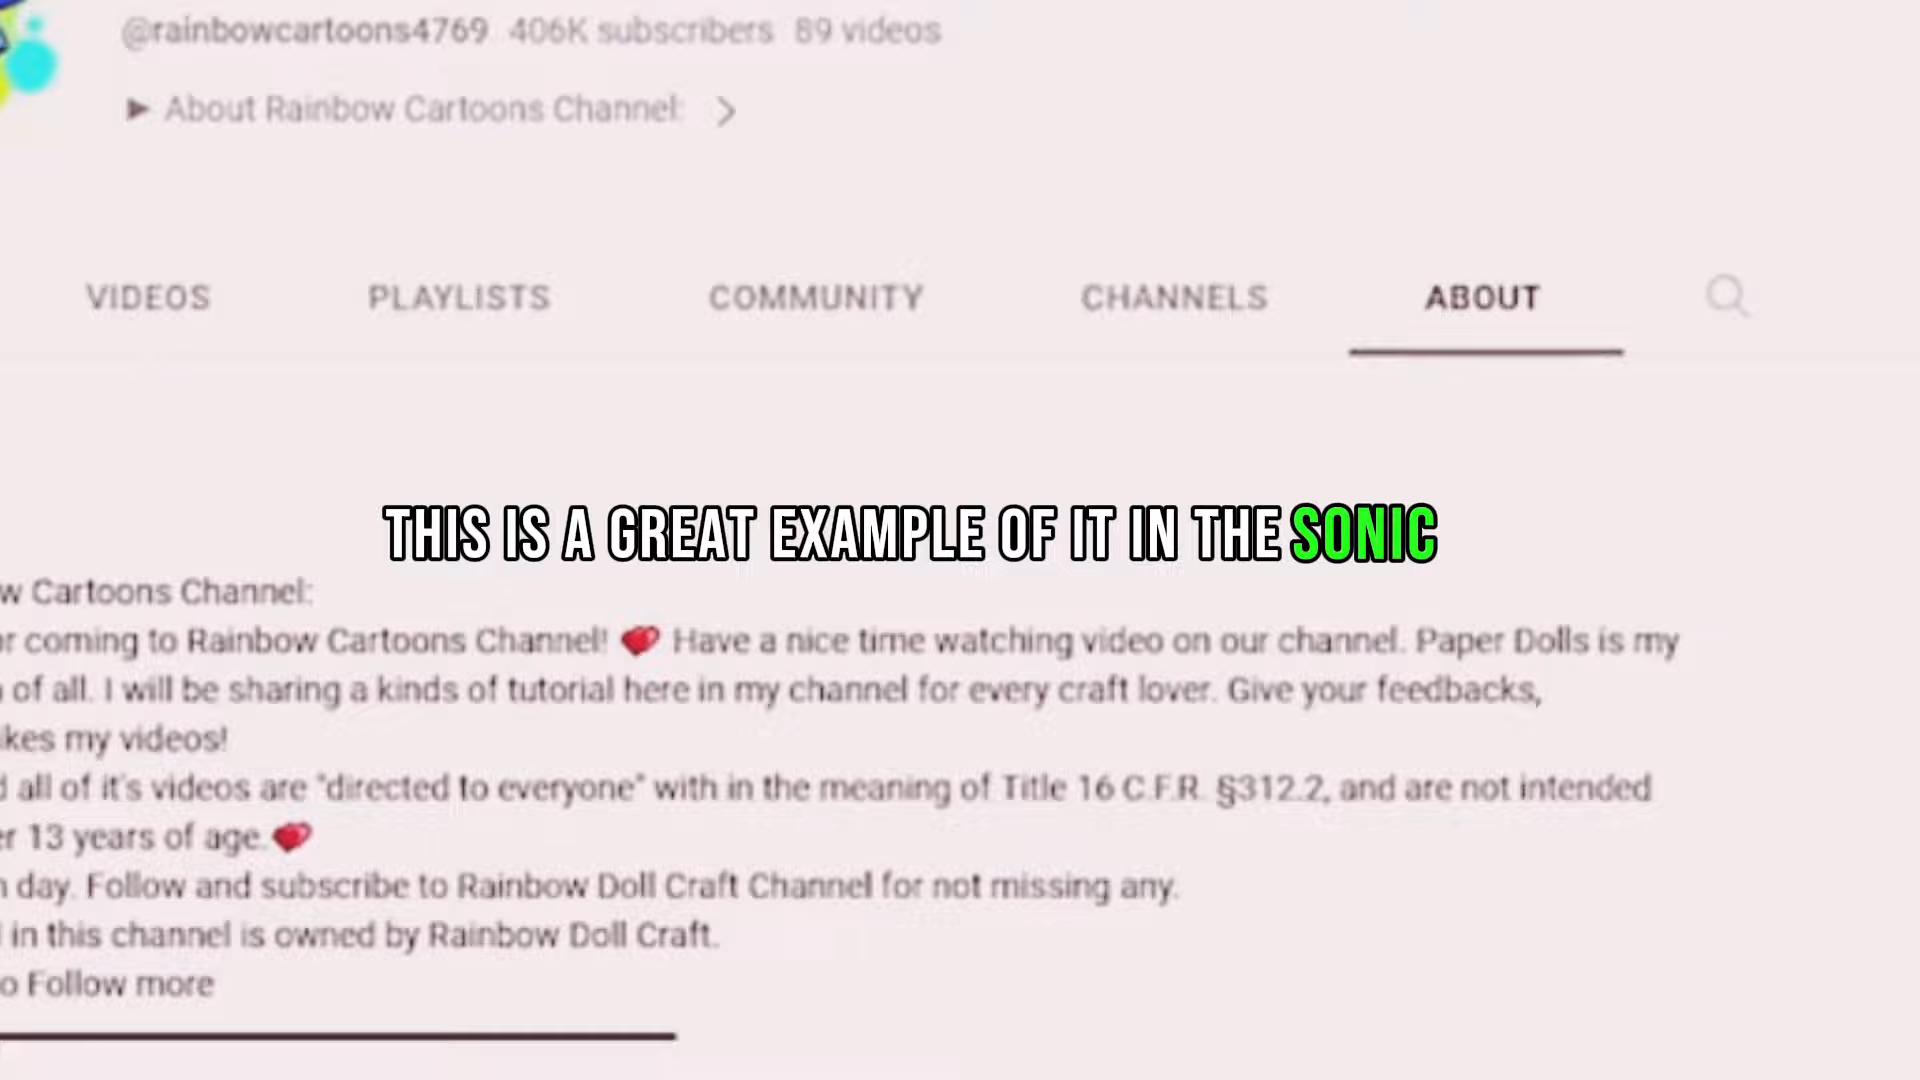 @rainbowcartoons4769 406K subscribers 89 videos
► About Rainbow Cartoons Channel: >
VIDEOS PLAYLISTS COMMUNITY CHANNELS ABOUT
THIS IS A GREAT EXAMPLE OF IT IN THE SONIC
w Cartoons Channel:
r coming to Rainbow Cartoons Channel! Have a nice time watching video on our channel. Paper Dolls is my
of all. I will be sharing a kinds of tutorial here in my channel for every craft lover. Give your feedbacks,
kes my videos!
d all of it's videos are "directed to everyone" with in the meaning of Title 16 C.F.R. §312.2, and are not intended
er 13 years of age.
day. Follow and subscribe to Rainbow Doll Craft Channel for not missing any.
in this channel is owned by Rainbow Doll Craft.
o Follow more